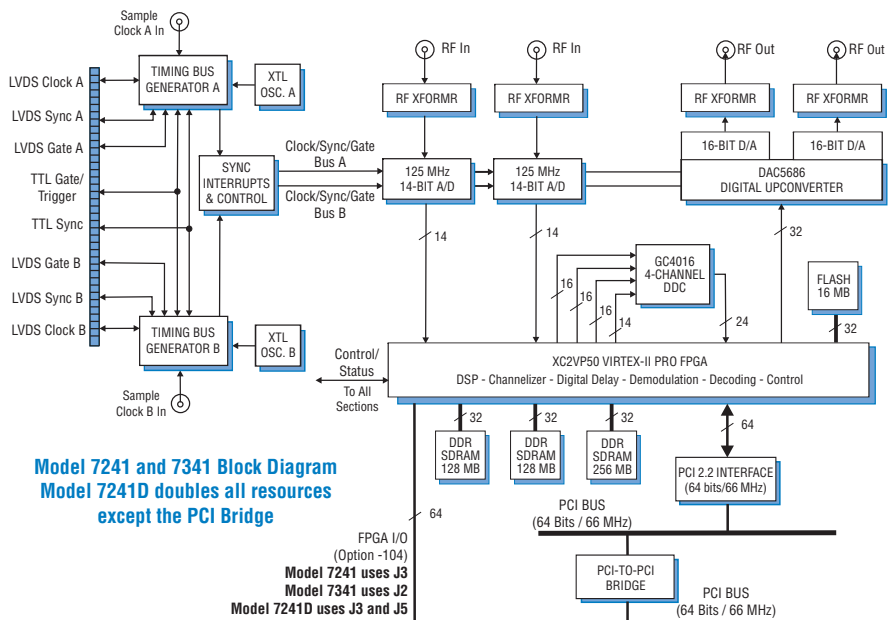 Sample
Clock A In
RF In
RF In
RF Out
RF Out
TIMING BUS
GENERATOR A
XTL
OSC. A
RF XFORMR
RF XFORMR
RF XFORMR
RF XFORMR
LVDS Clock A
LVDS Sync A
LVDS Gate A
TTL Gate/
Trigger
TTL Sync
LVDS Gate B
LVDS Sync B
LVDS Clock B
SYNC
INTERRUPTS
& CONTROL
Clock/Sync/Gate
Bus A
Clock/Sync/Gate
Bus B
125 MHz
14-BIT A/D
125 MHz
14-BIT A/D
16-BIT D/A
16-BIT D/A
DAC5686
DIGITAL UPCONVERTER
14
14
32
GC4016
4-CHANNEL
DDC
16
16
16
14
24
FLASH
16 MB
32
TIMING BUS
GENERATOR B
XTL
OSC. B
Sample
Clock B In
Control/
Status
To All
Sections
XC2VP50 VIRTEX-II PRO FPGA
DSP - Channelizer - Digital Delay - Demodulation - Decoding - Control
32
32
32
64
DDR
SDRAM
128 MB
DDR
SDRAM
128 MB
DDR
SDRAM
256 MB
PCI 2.2 INTERFACE
(64 bits/66 MHz)
Model 7241 and 7341 Block Diagram
Model 7241D doubles all resources
except the PCI Bridge
64
FPGA I/O
(Option -104)
Model 7241 uses J3
Model 7341 uses J2
Model 7241D uses J3 and J5
PCI BUS
(64 Bits / 66 MHz)
PCI-TO-PCI
BRIDGE
PCI BUS
(64 Bits / 66 MHz)